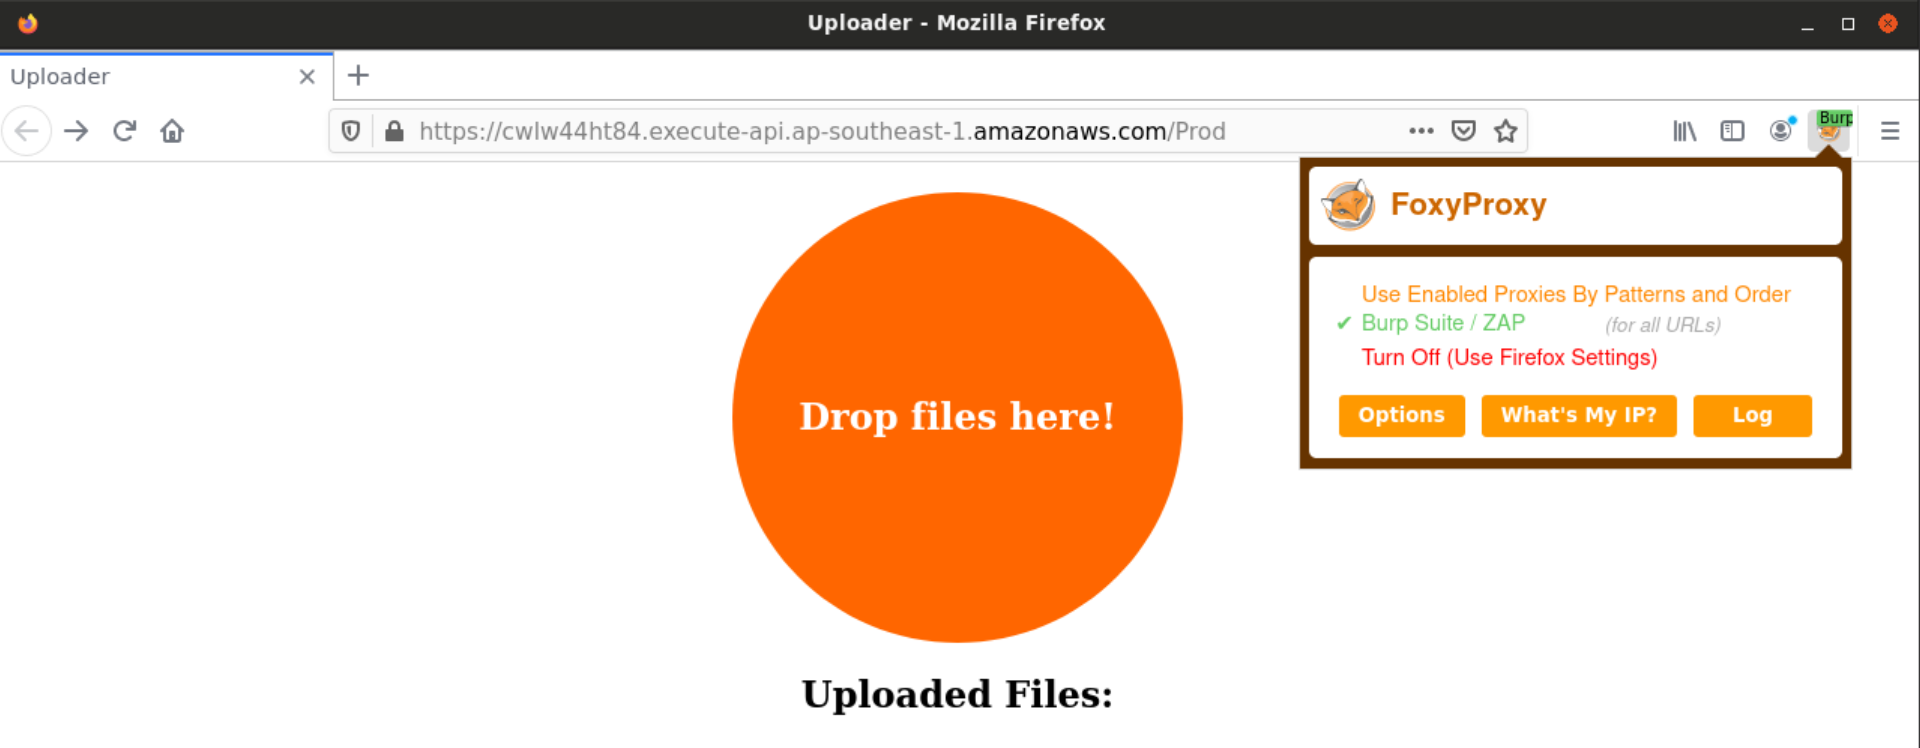 Uploader - Mozilla Firefox
Uploader
https://cwlw44ht84.execute-api.ap-southeast-1.amazonaws.com/Prod
Burp
FoxyProxy
Use Enabled Proxies By Patterns and Order
✔ Burp Suite / ZAP (for all URLs)
Turn Off (Use Firefox Settings)
Options What's My IP? Log
Drop files here!
Uploaded Files: